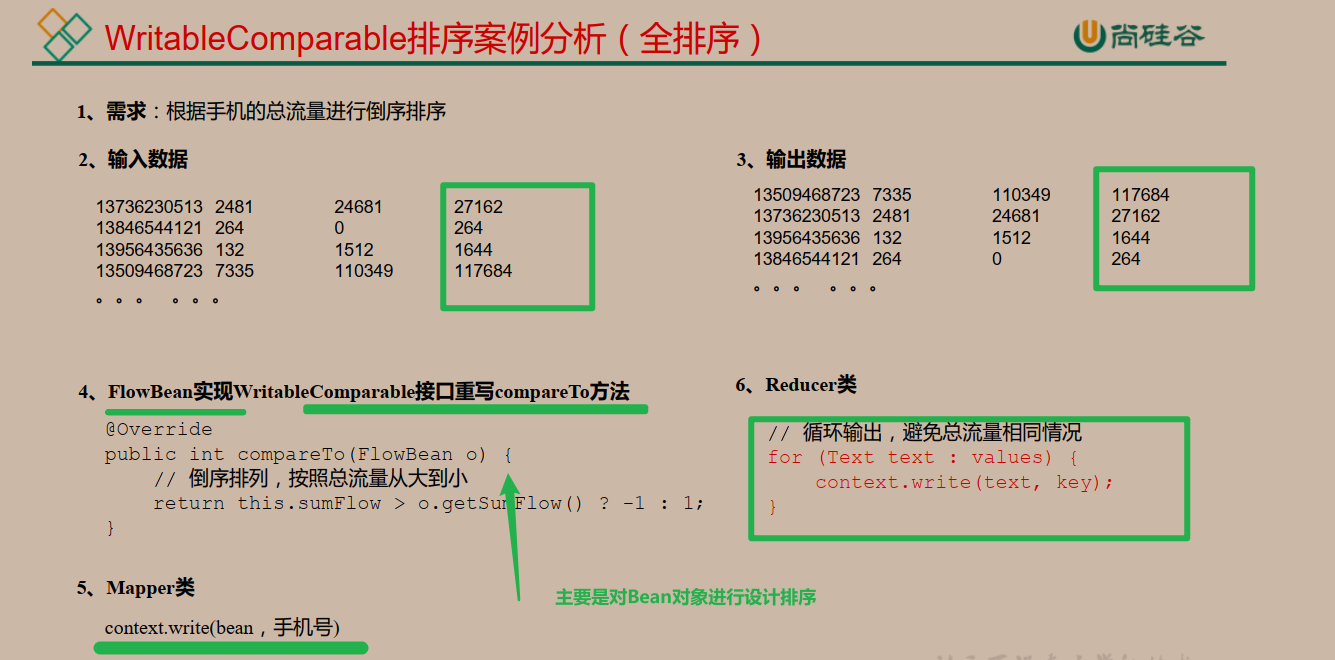 WritableComparable排序案例分析（全排序）
尚硅谷
1、需求：根据手机的总流量进行倒序排序
2、输入数据
13736230513 2481 24681 27162
13846544121 264 0 264
13956435636 132 1512 1644
13509468723 7335 110349 117684
。。。 。。。
3、输出数据
13509468723 7335 110349 117684
13736230513 2481 24681 27162
13956435636 132 1512 1644
13846544121 264 0 264
。。。 。。。
4、FlowBean实现WritableComparable接口重写compareTo方法
@Override
public int compareTo(FlowBean o) {
// 倒序排列，按照总流量从大到小
return this.sumFlow > o.getSumFlow() ? -1 : 1;
}
5、Mapper类
context.write(bean，手机号)
主要是对Bean对象进行设计排序
6、Reducer类
// 循环输出，避免总流量相同情况
for (Text text : values) {
context.write(text, key);
}